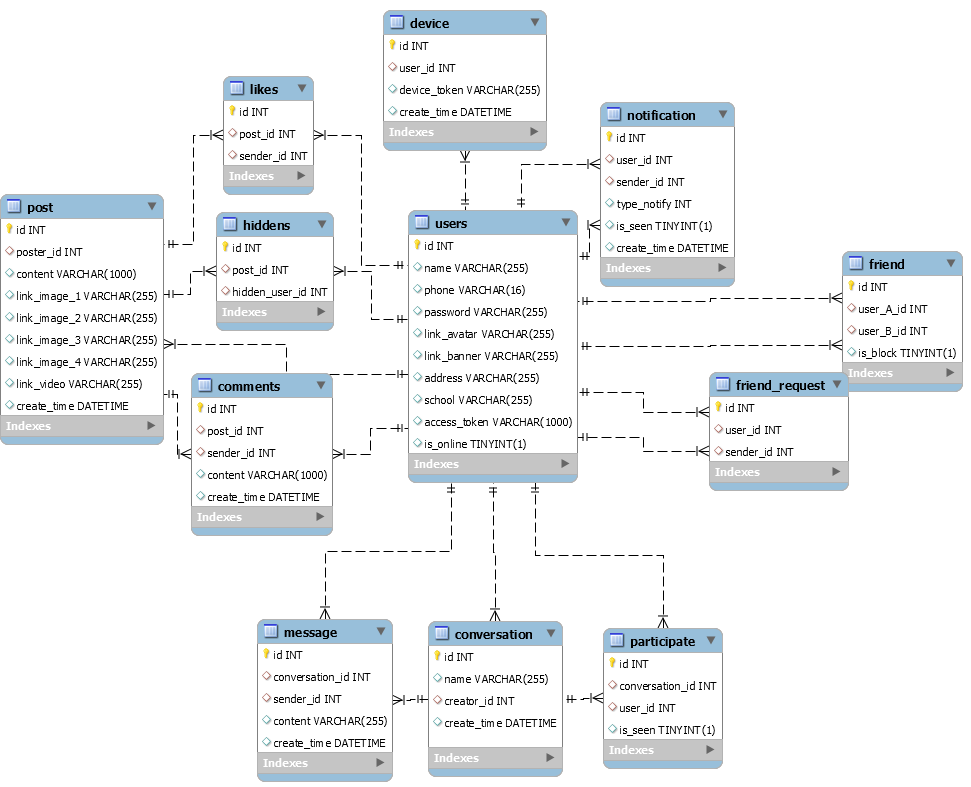 device
id INT
user_id INT
device_token VARCHAR(255)
create_time DATETIME
Indexes
likes
id INT
post_id INT
sender_id INT
Indexes
notification
id INT
user_id INT
sender_id INT
type_notify INT
is_seen TINYINT(1)
create_time DATETIME
Indexes
post
id INT
poster_id INT
content VARCHAR(1000)
link_image_1 VARCHAR(255)
link_image_2 VARCHAR(255)
link_image_3 VARCHAR(255)
link_image_4 VARCHAR(255)
link_video VARCHAR(255)
create_time DATETIME
Indexes
hiddens
id INT
post_id INT
hidden_user_id INT
Indexes
users
id INT
name VARCHAR(255)
phone VARCHAR(16)
password VARCHAR(255)
link_avatar VARCHAR(255)
link_banner VARCHAR(255)
address VARCHAR(255)
school VARCHAR(255)
access_token VARCHAR(1000)
is_online TINYINT(1)
Indexes
friend
id INT
user_A_id INT
user_B_id INT
is_block TINYINT(1)
Indexes
comments
id INT
post_id INT
sender_id INT
content VARCHAR(1000)
create_time DATETIME
Indexes
friend_request
id INT
user_id INT
sender_id INT
Indexes
message
id INT
conversation_id INT
sender_id INT
content VARCHAR(255)
create_time DATETIME
Indexes
conversation
id INT
name VARCHAR(255)
creator_id INT
create_time DATETIME
Indexes
participate
id INT
conversation_id INT
user_id INT
is_seen TINYINT(1)
Indexes